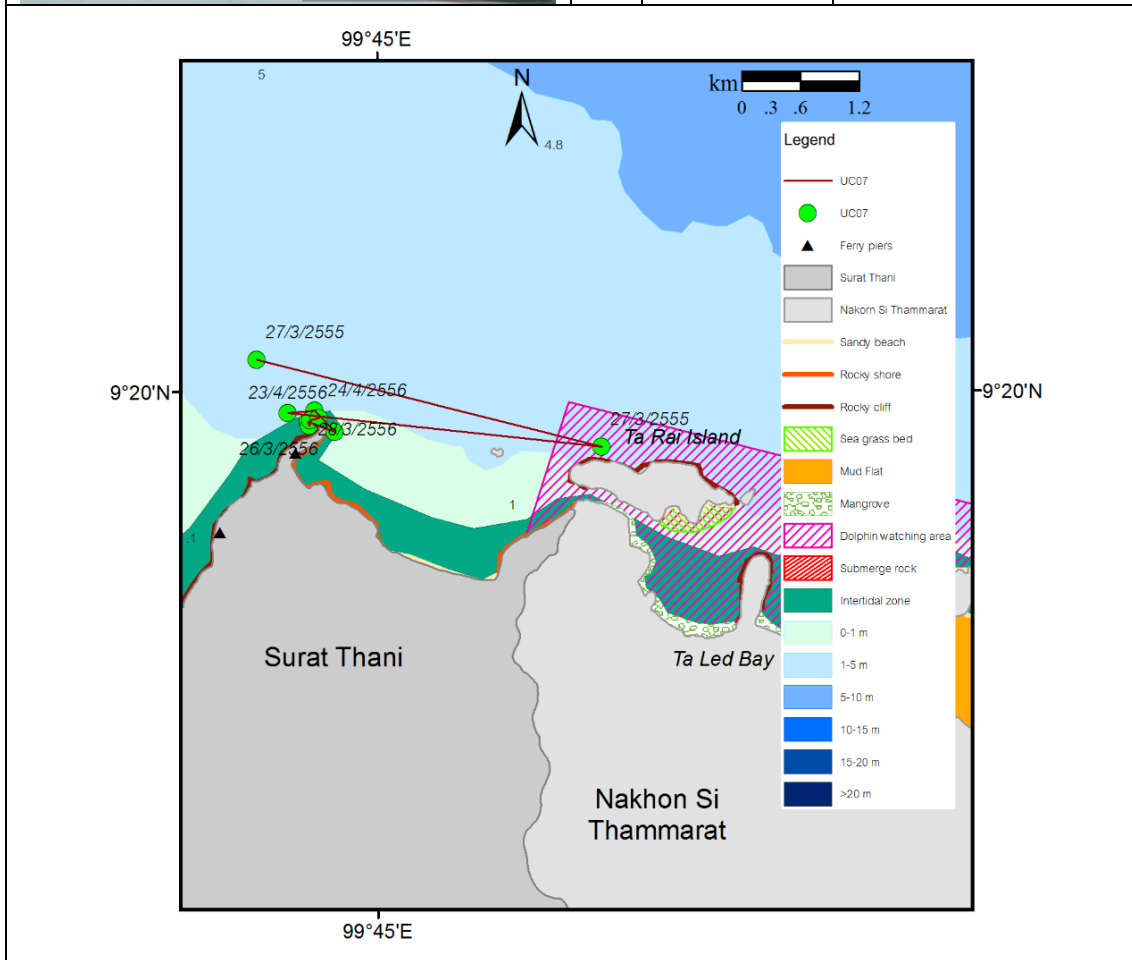 99°45'E
5
N
4.8
km
0 .3 .6 1.2
Legend
UC07
UC07
Ferry piers
Surat Thani
Nakorn Si Thammarat
Sandy beach
Rocky shore
Rocky cliff
Sea grass bed
Mud Flat
Mangrove
Dolphin watching area
Submerge rock
Intertidal zone
0-1 m
1-5 m
5-10 m
10-15 m
15-20 m
>20 m
27/3/2555
9°20'N
9°20'N
23/4/2556
24/4/2556
27/3/2555
28/3/2556
Ta Rai Island
26/3/2556
1
.1
Surat Thani
Ta Led Bay
Nakhon Si
Thammarat
99°45'E